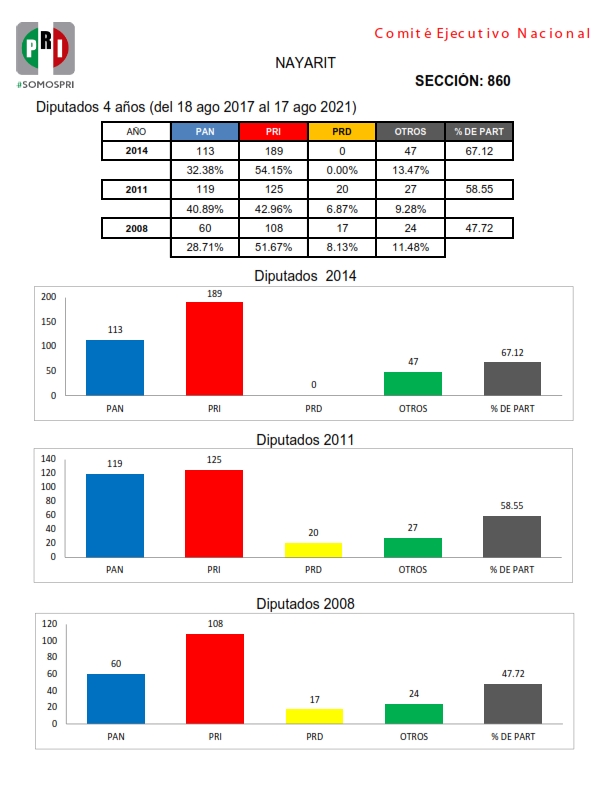 Comité Ejecutivo Nacional
PRI
#SOMOSPRI
NAYARIT
SECCIÓN: 860
Diputados 4 años (del 18 ago 2017 al 17 ago 2021)
AÑO PAN PRI PRD OTROS % DE PART
2014 113 189 0 47 67.12
32.38% 54.15% 0.00% 13.47%
2011 119 125 20 27 58.55
40.89% 42.96% 6.87% 9.28%
2008 60 108 17 24 47.72
28.71% 51.67% 8.13% 11.48%
Diputados 2014
200
150
100
50
0
113 189 0 47 67.12
PAN PRI PRD OTROS % DE PART
Diputados 2011
140
120
100
80
60
40
20
0
119 125 20 27 58.55
PAN PRI PRD OTROS % DE PART
Diputados 2008
120
100
80
60
40
20
0
60 108 17 24 47.72
PAN PRI PRD OTROS % DE PART